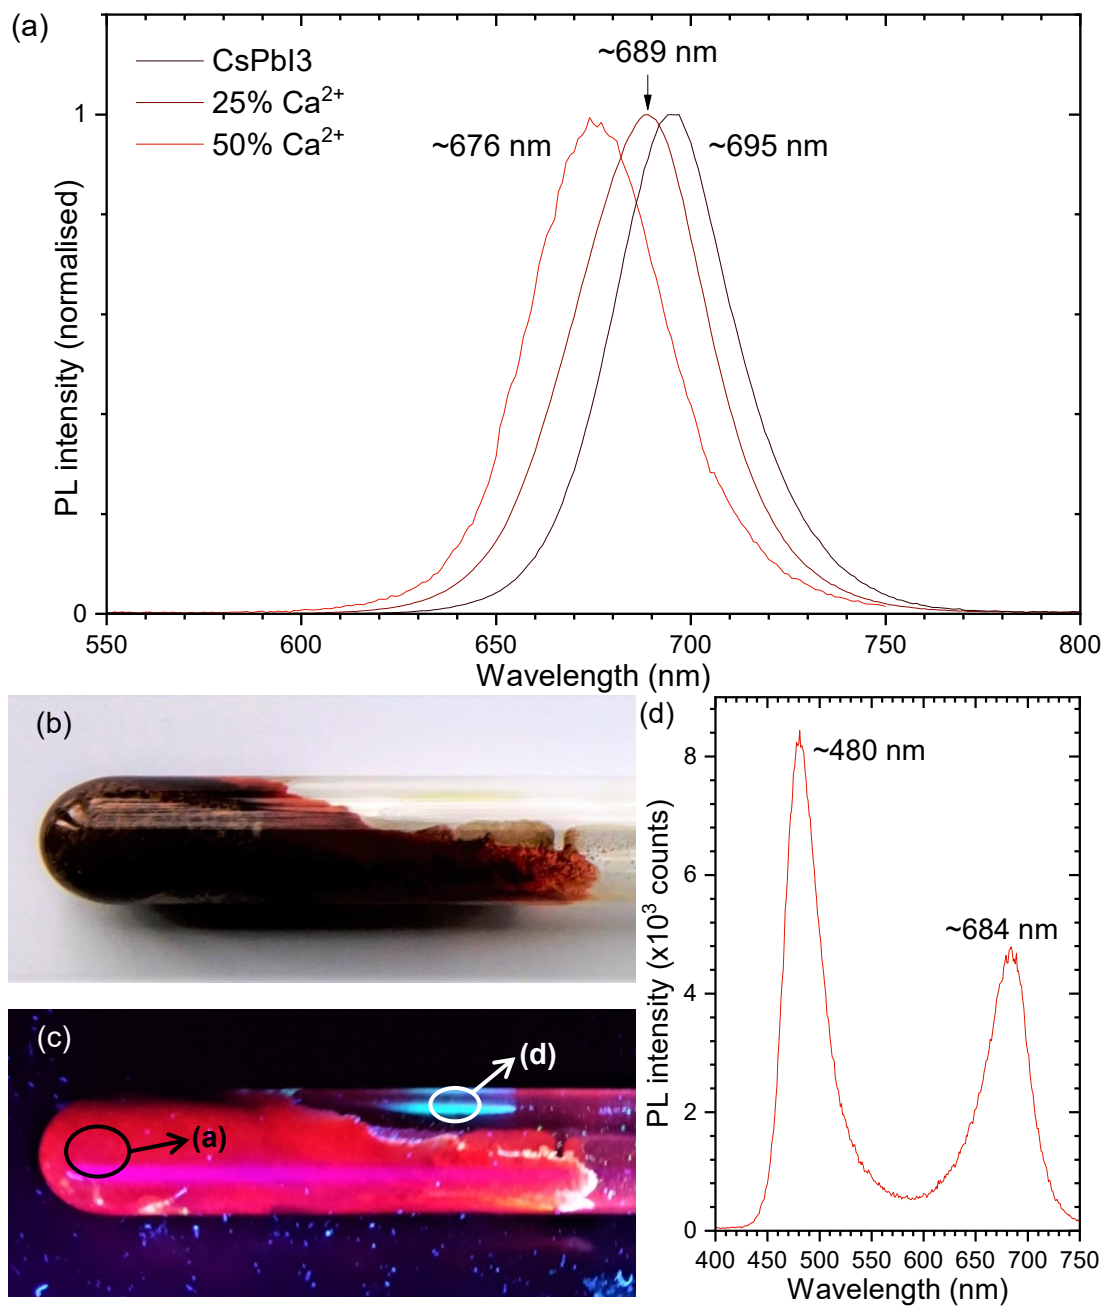 (a)
CsPbI3
25% Ca²⁺
50% Ca²⁺
~689 nm
~676 nm
~695 nm
PL intensity (normalised)
1
0
550 600 650 700 750 800
Wavelength (nm)
(b)
(c)
(a)
(d)
(d)
~480 nm
~684 nm
PL intensity (x10³ counts)
8
6
4
2
0
400 450 500 550 600 650 700 750
Wavelength (nm)